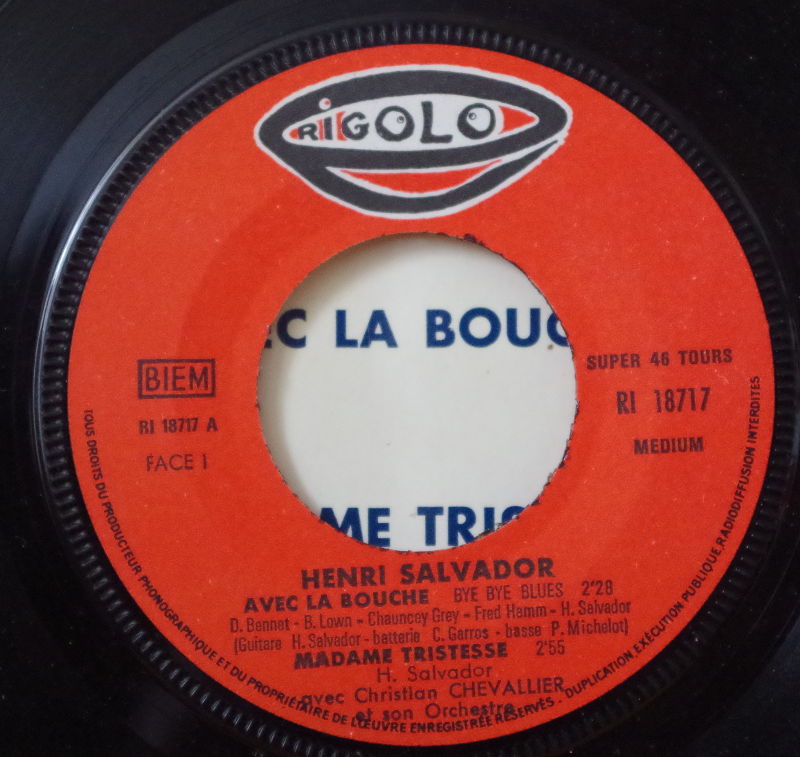 RIGOLO
EC LA BOUC
BIEM
RI 18717 A
FACE 1
SUPER 46 TOURS
RI 18717
MEDIUM
ME TRIS
HENRI SALVADOR
AVEC LA BOUCHE BYE BYE BLUES 2'28
D. Bennet - B. Lown - Chauncey Grey - Fred Hamm - H. Salvador
(Guitare H. Salvador - batterie C. Garros - basse P. Michelot)
MADAME TRISTESSE 2'55
H. Salvador
avec Christian CHEVALLIER
et son Orchestre
TOUS DROITS DU PRODUCTEUR PHONOGRAPHIQUE ET DU PROPRIÉTAIRE DE L'ŒUVRE ENREGISTRÉE RÉSERVÉS - DUPLICATION, EXÉCUTION PUBLIQUE, RADIODIFFUSION INTERDITES